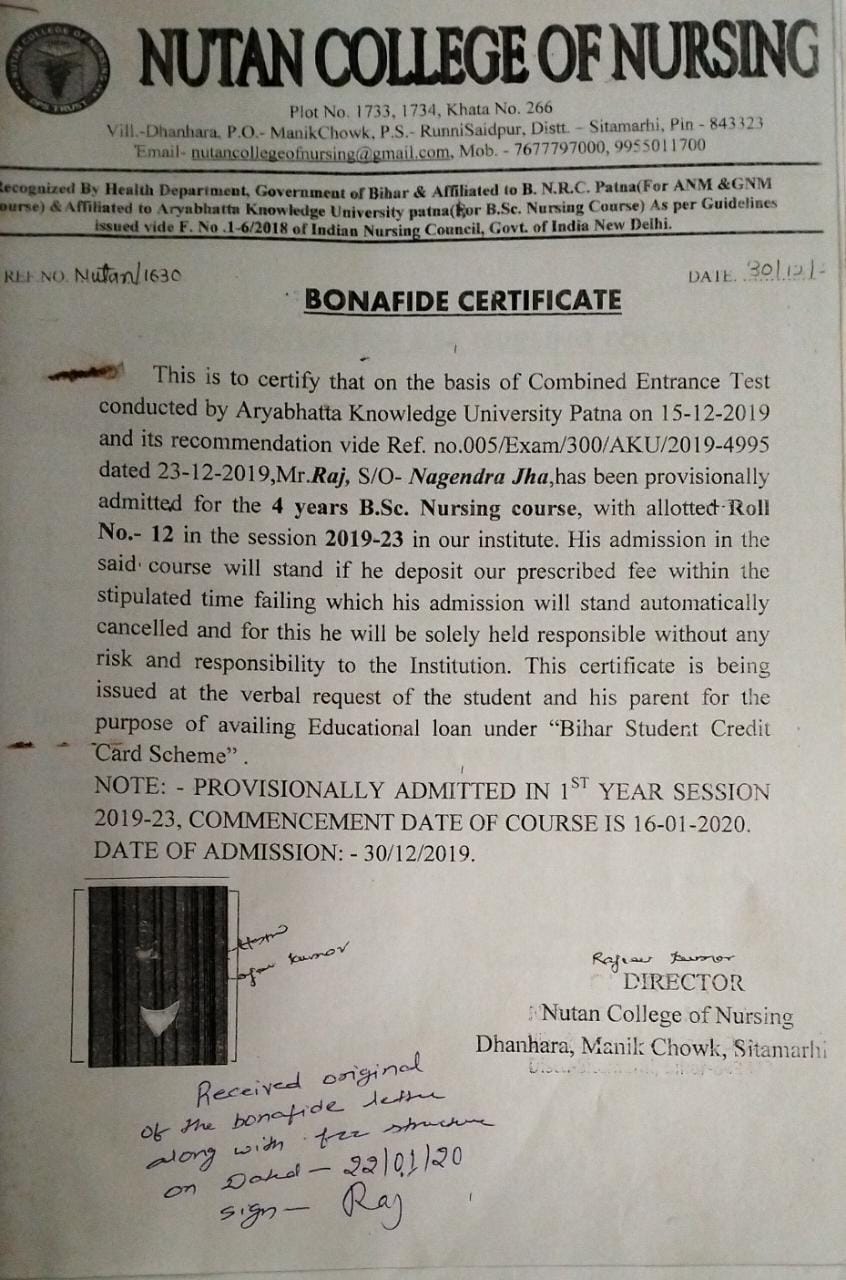 NUTAN COLLEGE OF NURSING
NUTAN COLLEGE OF NURSING
Plot No. 1733, 1734, Khata No. 266
Vill.-Dhanhara, P.O.- ManikChowk, P.S.- RunniSaidpur, Distt. - Sitamarhi, Pin - 843323
Email- nutancollegeofnursing@gmail.com, Mob. - 7677797000, 9955011700
Recognized By Health Department, Government of Bihar & Affiliated to B. N.R.C. Patna(For ANM &GNM
ourse) & Affiliated to Aryabhatta Knowledge University patna(For B.Sc. Nursing Course) As per Guidelines
issued vide F. No .1-6/2018 of Indian Nursing Council, Govt. of India New Delhi.
REF NO. Nutan/1630
DATE. 30/12/-
BONAFIDE CERTIFICATE
This is to certify that on the basis of Combined Entrance Test
conducted by Aryabhatta Knowledge University Patna on 15-12-2019
and its recommendation vide Ref. no.005/Exam/300/AKU/2019-4995
dated 23-12-2019,Mr.Raj, S/O- Nagendra Jha,has been provisionally
admitted for the 4 years B.Sc. Nursing course, with allotted Roll
No.- 12 in the session 2019-23 in our institute. His admission in the
said course will stand if he deposit our prescribed fee within the
stipulated time failing which his admission will stand automatically
cancelled and for this he will be solely held responsible without any
risk and responsibility to the Institution. This certificate is being
issued at the verbal request of the student and his parent for the
purpose of availing Educational loan under “Bihar Student Credit
Card Scheme” .
NOTE: - PROVISIONALLY ADMITTED IN 1ST YEAR SESSION
2019-23, COMMENCEMENT DATE OF COURSE IS 16-01-2020.
DATE OF ADMISSION: - 30/12/2019.
Kumor
Rajeev Kumor
DIRECTOR
Nutan College of Nursing
Dhanhara, Manik Chowk, Sitamarhi
Received original
of the bonafide letter
along with fee structure
on Dated - 22/01/20
sign- Raj